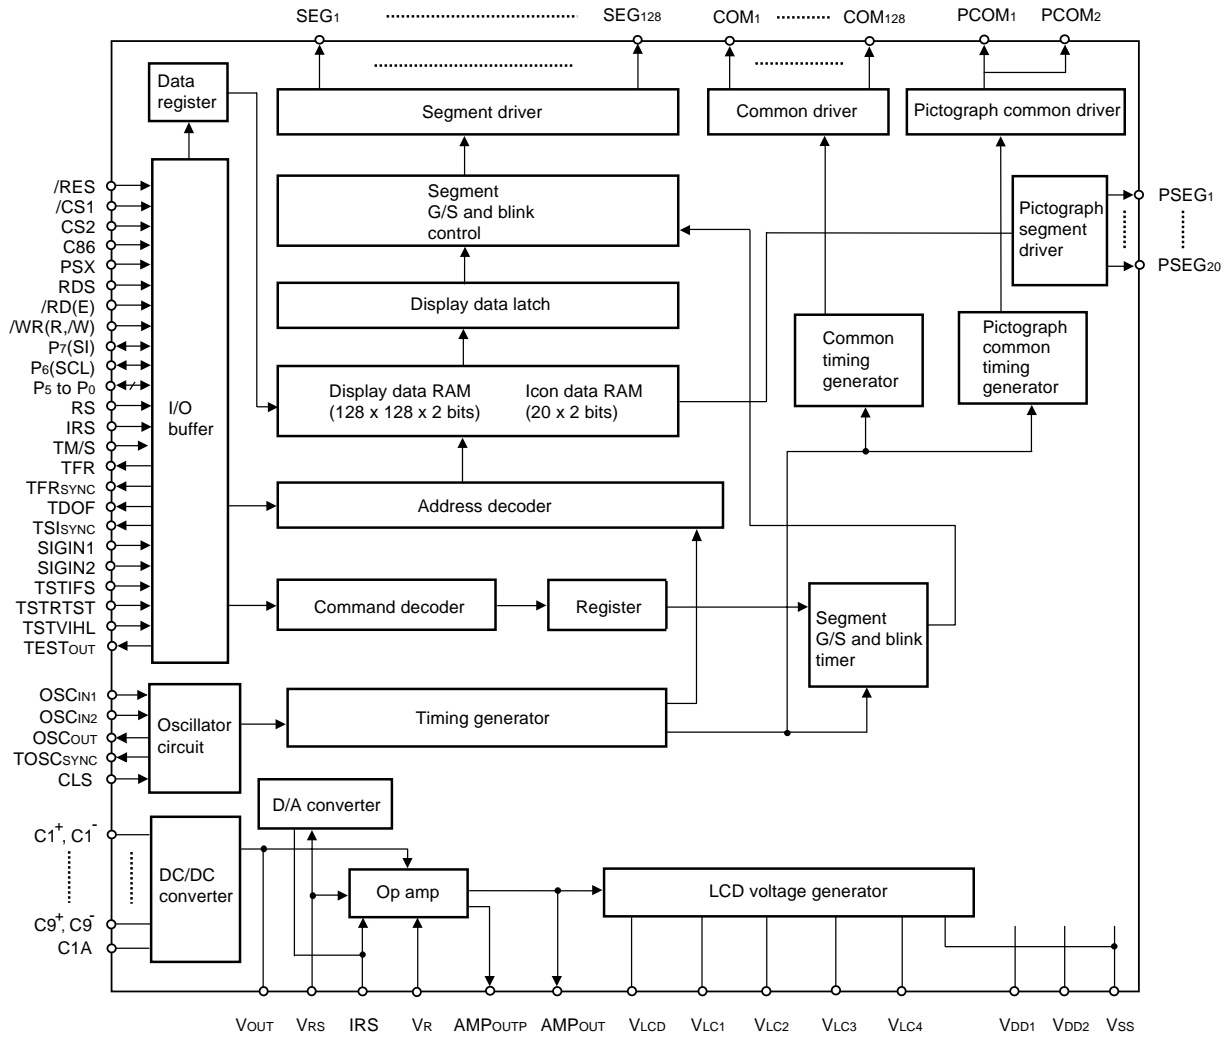 SEG1 SEG128 COM1 COM128 PCOM1 PCOM2
Data
register
Segment driver
Common driver
Pictograph common driver
/RES
/CS1
CS2
C86
PSX
RDS
/RD(E)
/WR(R,/W)
P7(SI)
P6(SCL)
P5 to P0
RS
IRS
TM/S
TFR
TFRSYNC
TDOF
TSISYNC
SIGIN1
SIGIN2
TSTIFS
TSTRTST
TSTVIHL
TESTOUT
I/O
buffer
Segment
G/S and blink
control
Pictograph
segment
driver
PSEG1
PSEG20
Display data latch
Common
timing
generator
Pictograph
common
timing
generator
Display data RAM
(128 x 128 x 2 bits)
Icon data RAM
(20 x 2 bits)
Address decoder
Command decoder
Register
Segment
G/S and blink
timer
OSCIN1
OSCIN2
OSCOUT
TOSCSYNC
CLS
Oscillator
circuit
Timing generator
D/A converter
C1+, C1-
C9+, C9-
C1A
DC/DC
converter
Op amp
LCD voltage generator
VOUT VRS IRS VR AMPOUTP AMPOUT VLCD VLC1 VLC2 VLC3 VLC4 VDD1 VDD2 VSS